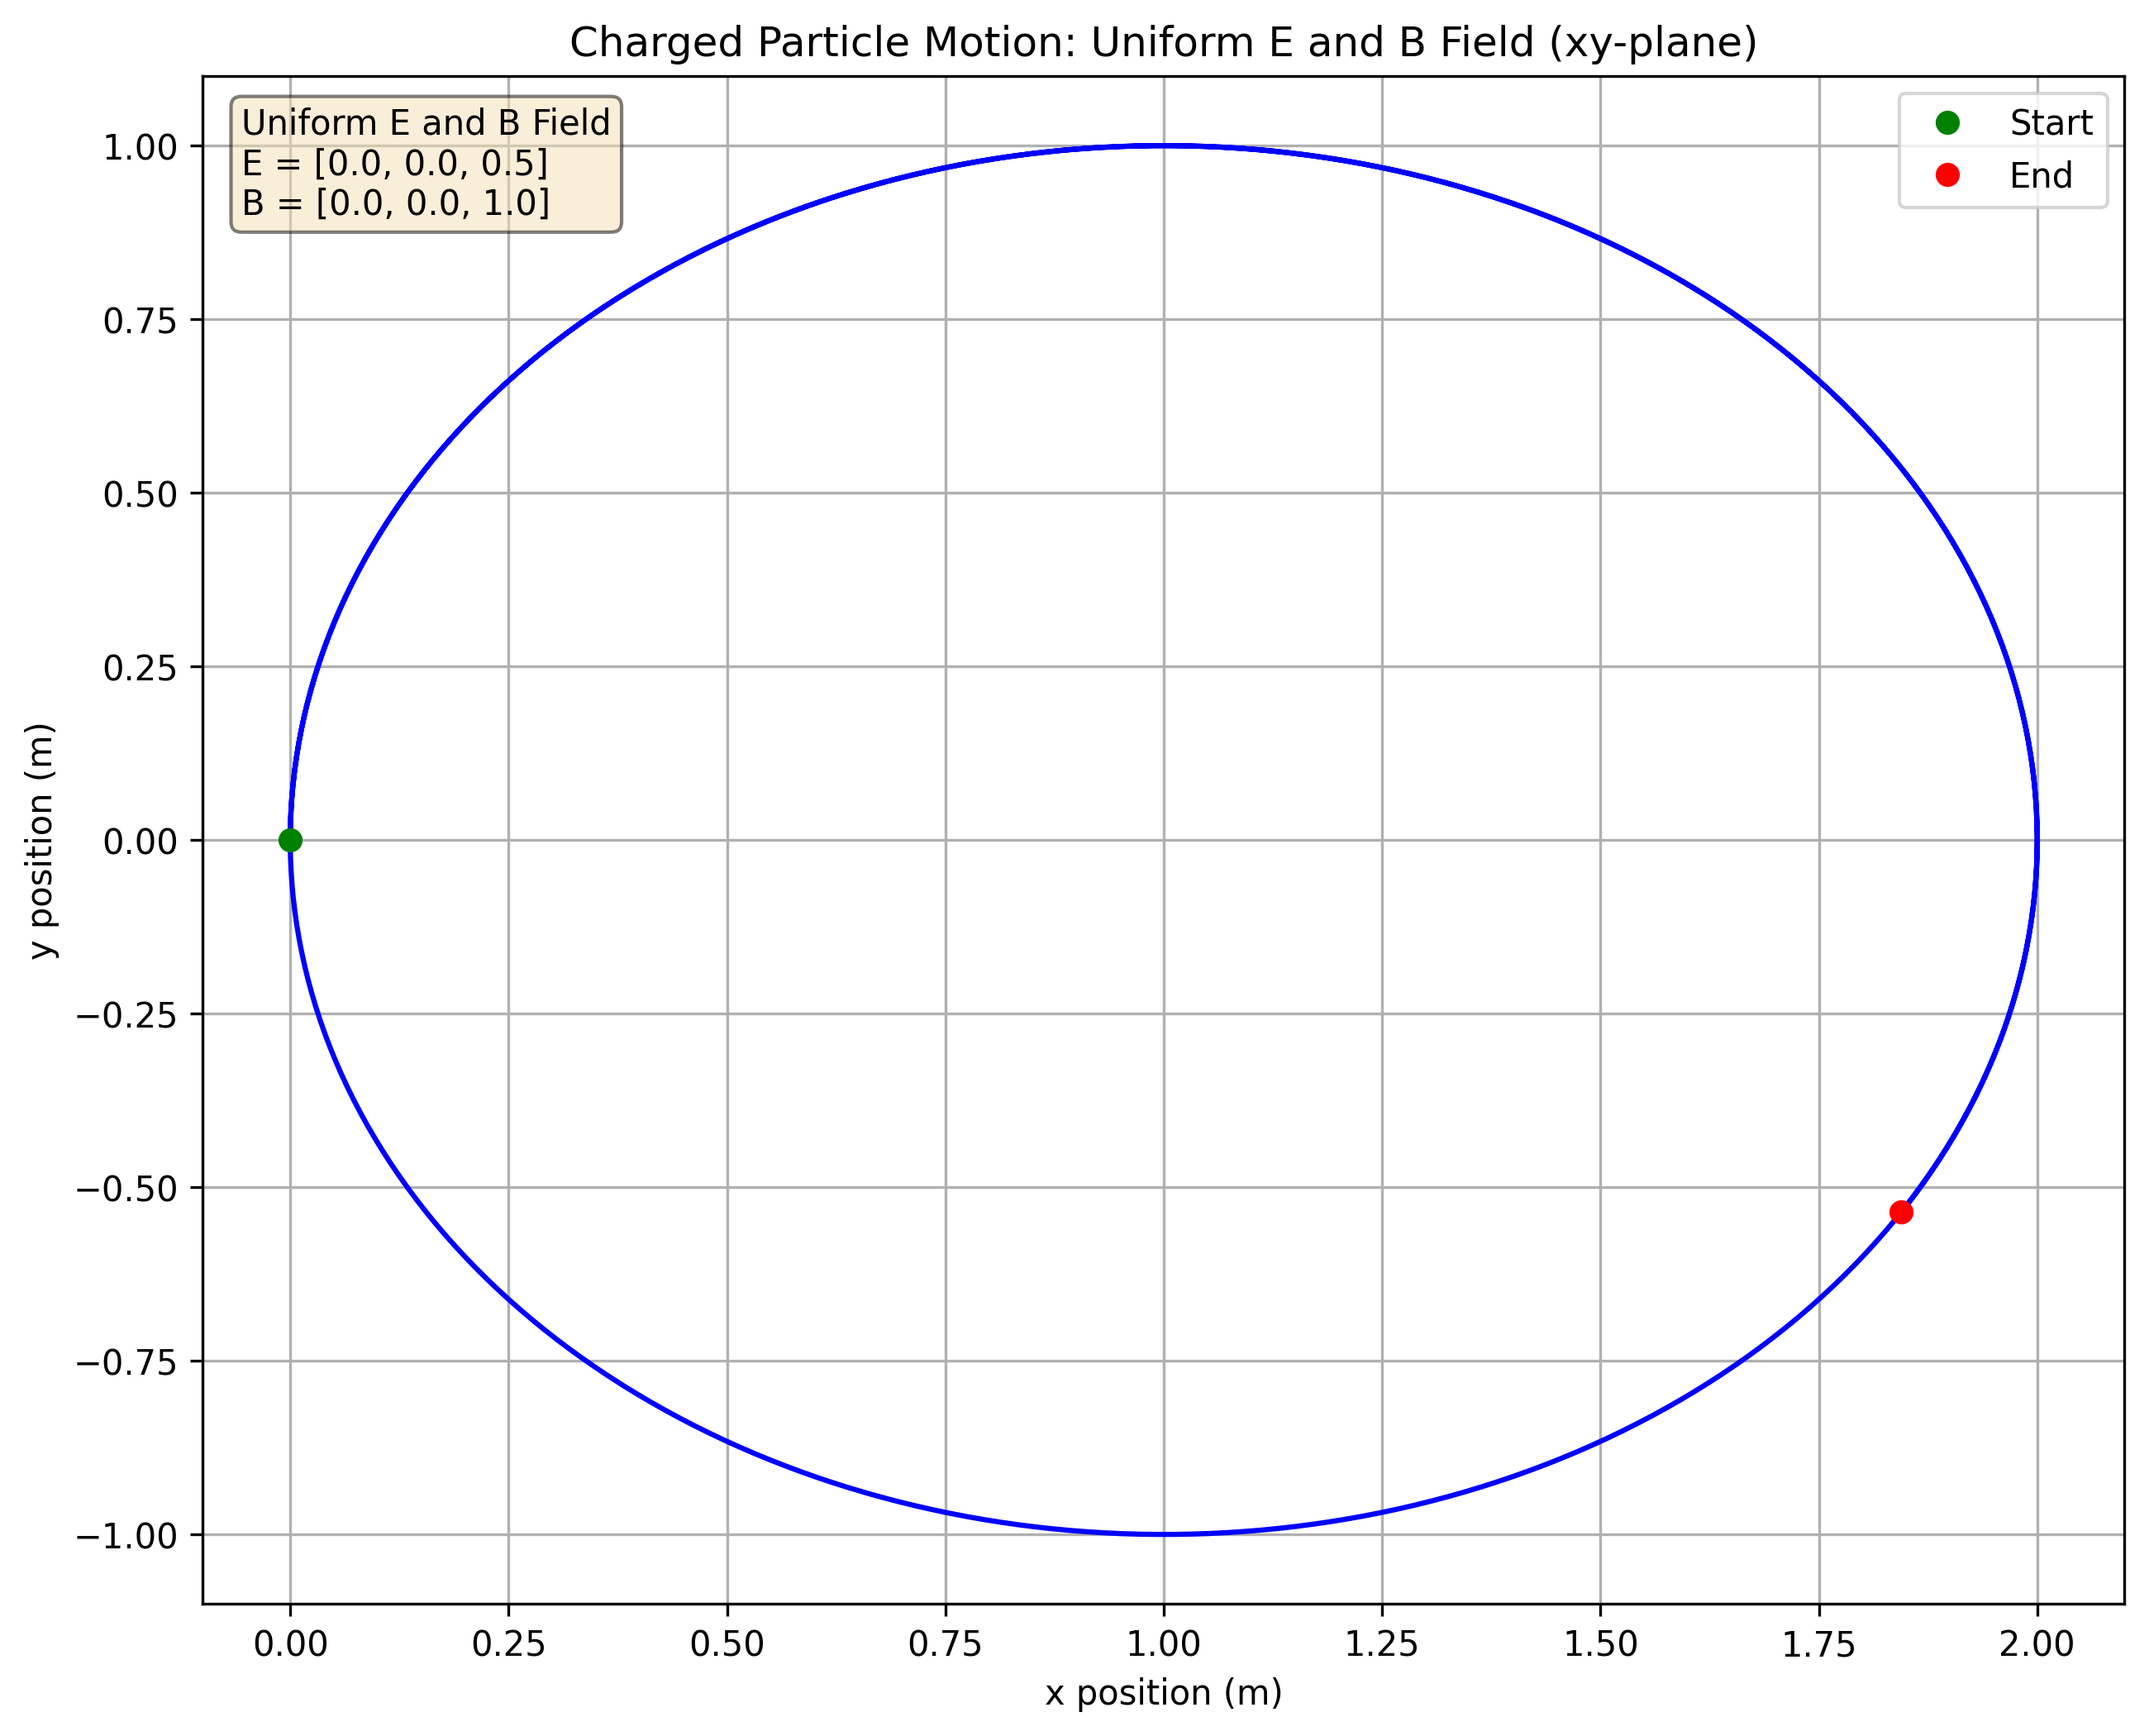 Charged Particle Motion: Uniform E and B Field (xy-plane)
Uniform E and B Field
E = [0.0, 0.0, 0.5]
B = [0.0, 0.0, 1.0]
Start
End
1.00
0.75
0.50
0.25
0.00
−0.25
−0.50
−0.75
−1.00
y position (m)
0.00 0.25 0.50 0.75 1.00 1.25 1.50 1.75 2.00
x position (m)